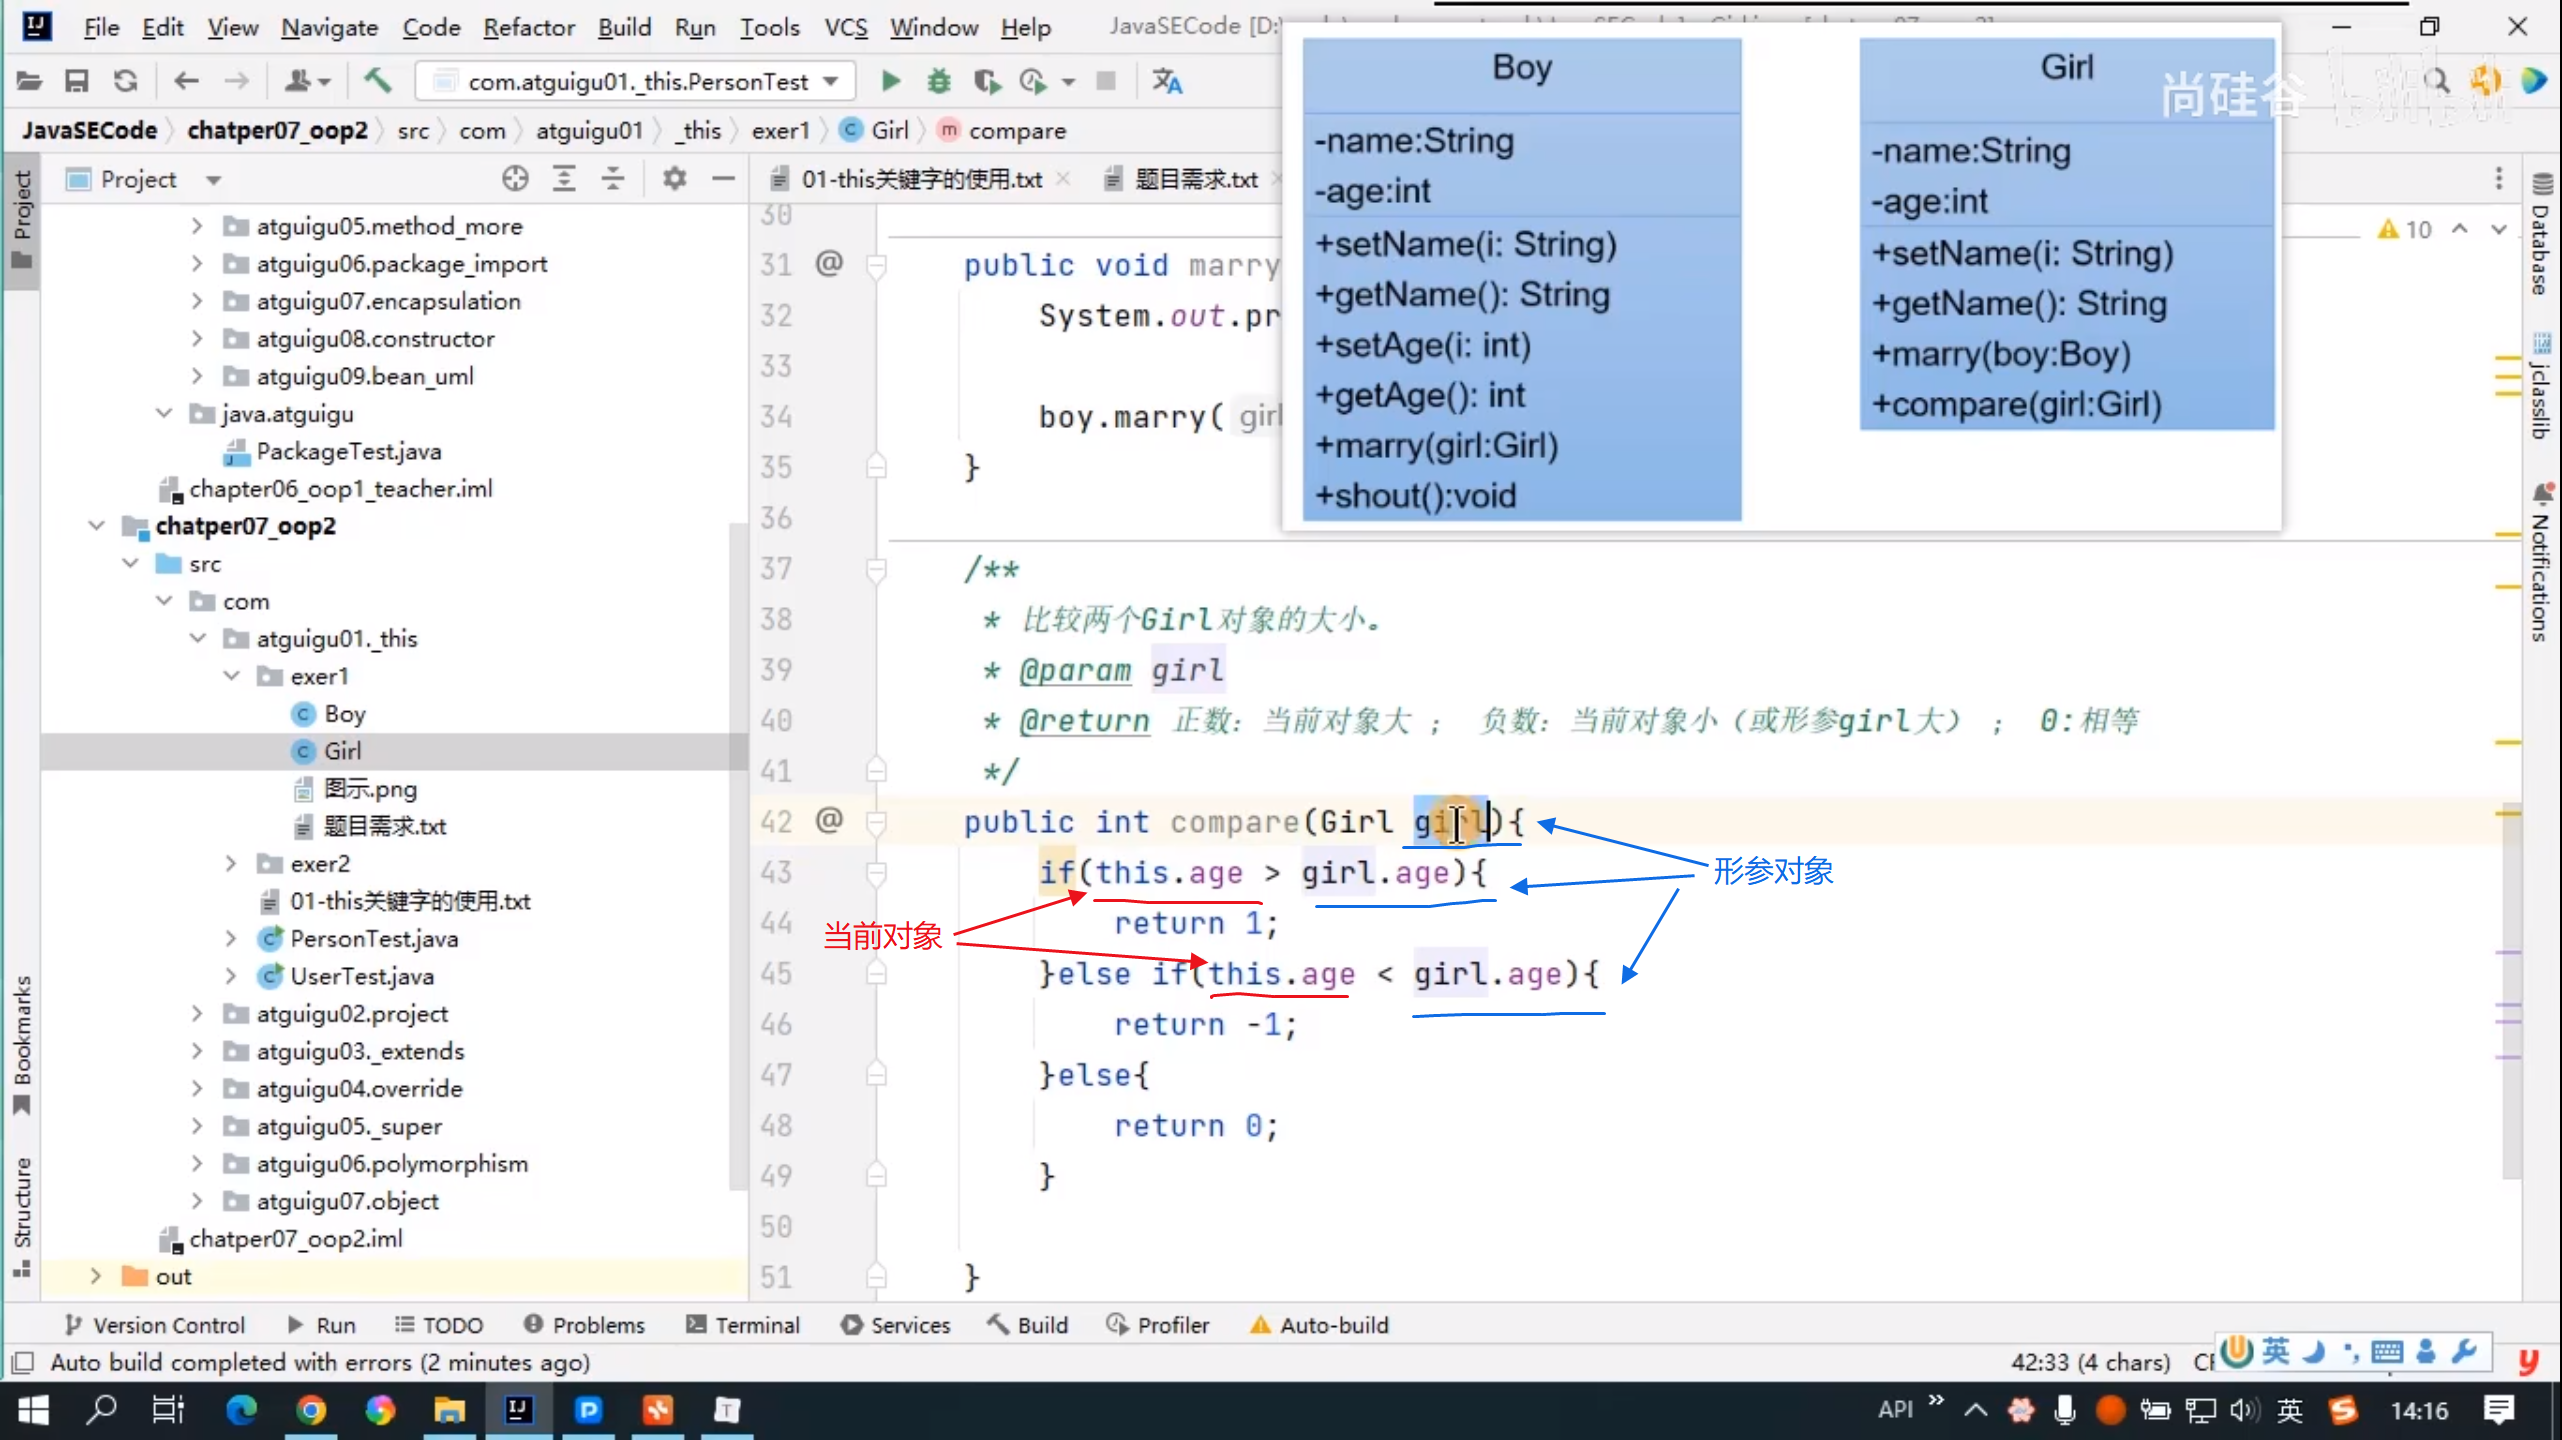 File Edit View Navigate Code Refactor Build Run Tools VCS Window Help JavaSECode [D:\
com.atguigu01._this.PersonTest
尚硅谷
JavaSECode chatper07_oop2 src com atguigu01 _this exer1 Girl compare
Project
01-this关键字的使用.txt 题目需求.txt
Boy
-name:String
-age:int
+setName(i: String)
+getName(): String
+setAge(i: int)
+getAge(): int
+marry(girl:Girl)
+shout():void
Girl
-name:String
-age:int
+setName(i: String)
+getName(): String
+marry(boy:Boy)
+compare(girl:Girl)
10
Project
Bookmarks
Structure
Database
jclasslib
Notifications
atguigu05.method_more
atguigu06.package_import
atguigu07.encapsulation
atguigu08.constructor
atguigu09.bean_uml
java.atguigu
PackageTest.java
chapter06_oop1_teacher.iml
chatper07_oop2
src
com
atguigu01._this
exer1
Boy
Girl
图示.png
题目需求.txt
exer2
01-this关键字的使用.txt
PersonTest.java
UserTest.java
atguigu02.project
atguigu03._extends
atguigu04.override
atguigu05._super
atguigu06.polymorphism
atguigu07.object
chatper07_oop2.iml
out
30
31 public void marry
32 System.out.pr
33
34 boy.marry( girl
35 }
36
37 /**
38 * 比较两个Girl对象的大小。
39 * @param girl
40 * @return 正数：当前对象大 ； 负数：当前对象小（或形参girl大） ； 0:相等
41 */
42 public int compare(Girl girl){
43 if(this.age > girl.age){
44 return 1;
45 }else if(this.age < girl.age){
46 return -1;
47 }else{
48 return 0;
49 }
50
51 }
形参对象
当前对象
Version Control Run TODO Problems Terminal Services Build Profiler Auto-build
Auto build completed with errors (2 minutes ago)
42:33 (4 chars)
英
API 英 14:16